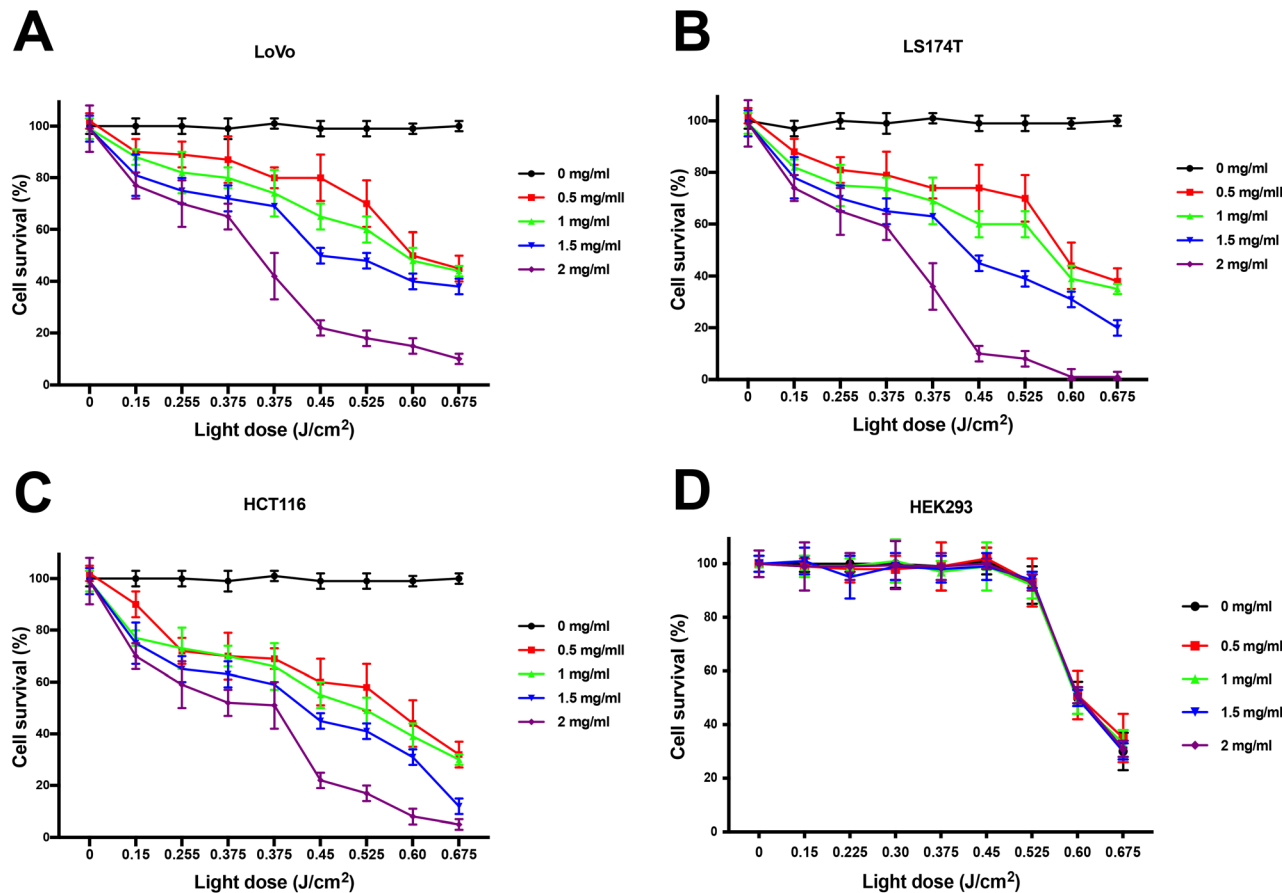 A
LoVo
Cell survival (%)
100
80
60
40
20
0
0 0.15 0.255 0.375 0.375 0.45 0.525 0.60 0.675
Light dose (J/cm²)
0 mg/ml
0.5 mg/mll
1 mg/ml
1.5 mg/ml
2 mg/ml
B
LS174T
Cell survival (%)
100
80
60
40
20
0
0 0.15 0.255 0.375 0.375 0.45 0.525 0.60 0.675
Light dose (J/cm²)
0 mg/ml
0.5 mg/mll
1 mg/ml
1.5 mg/ml
2 mg/ml
C
HCT116
Cell survival (%)
100
80
60
40
20
0
0 0.15 0.255 0.375 0.375 0.45 0.525 0.60 0.675
Light dose (J/cm²)
0 mg/ml
0.5 mg/mll
1 mg/ml
1.5 mg/ml
2 mg/ml
D
HEK293
Cell survival (%)
100
80
60
40
20
0
0 0.15 0.225 0.30 0.375 0.45 0.525 0.60 0.675
Light dose (J/cm²)
0 mg/ml
0.5 mg/ml
1 mg/ml
1.5 mg/ml
2 mg/ml